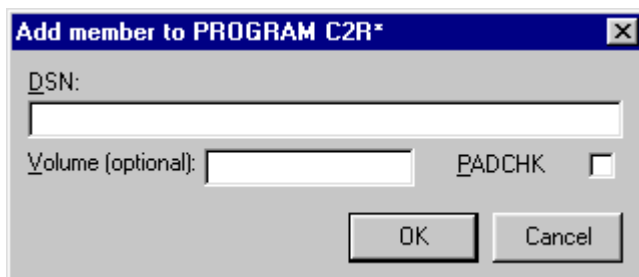 Add member to PROGRAM C2R*
DSN:
Volume (optional): PADCHK
OK Cancel